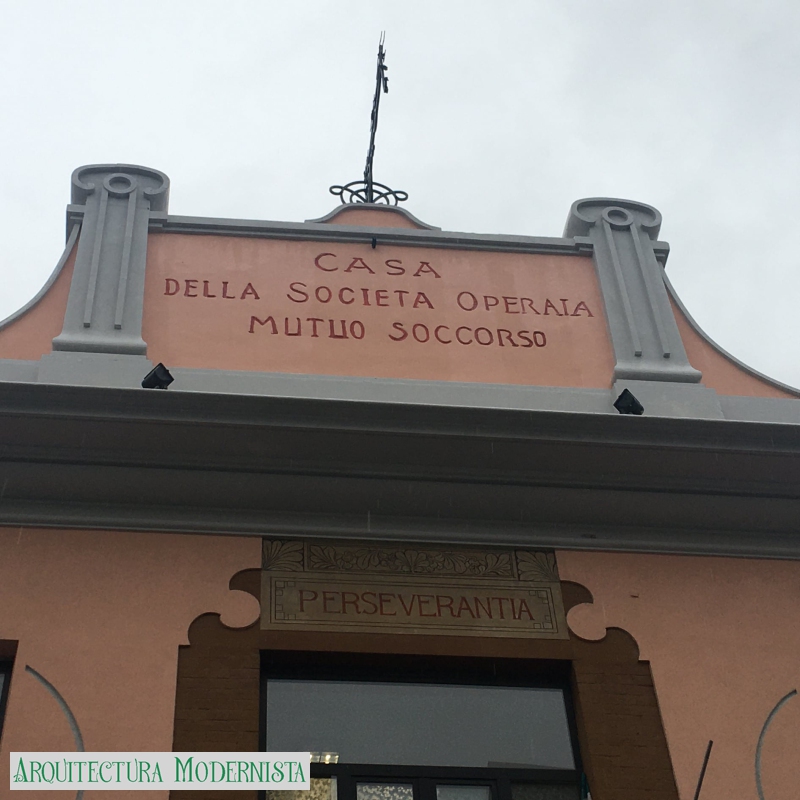 CASA
DELLA SOCIETA OPERAIA
MUTUO SOCCORSO
PERSEVERANTIA
ARQUITECTURA MODERNISTA